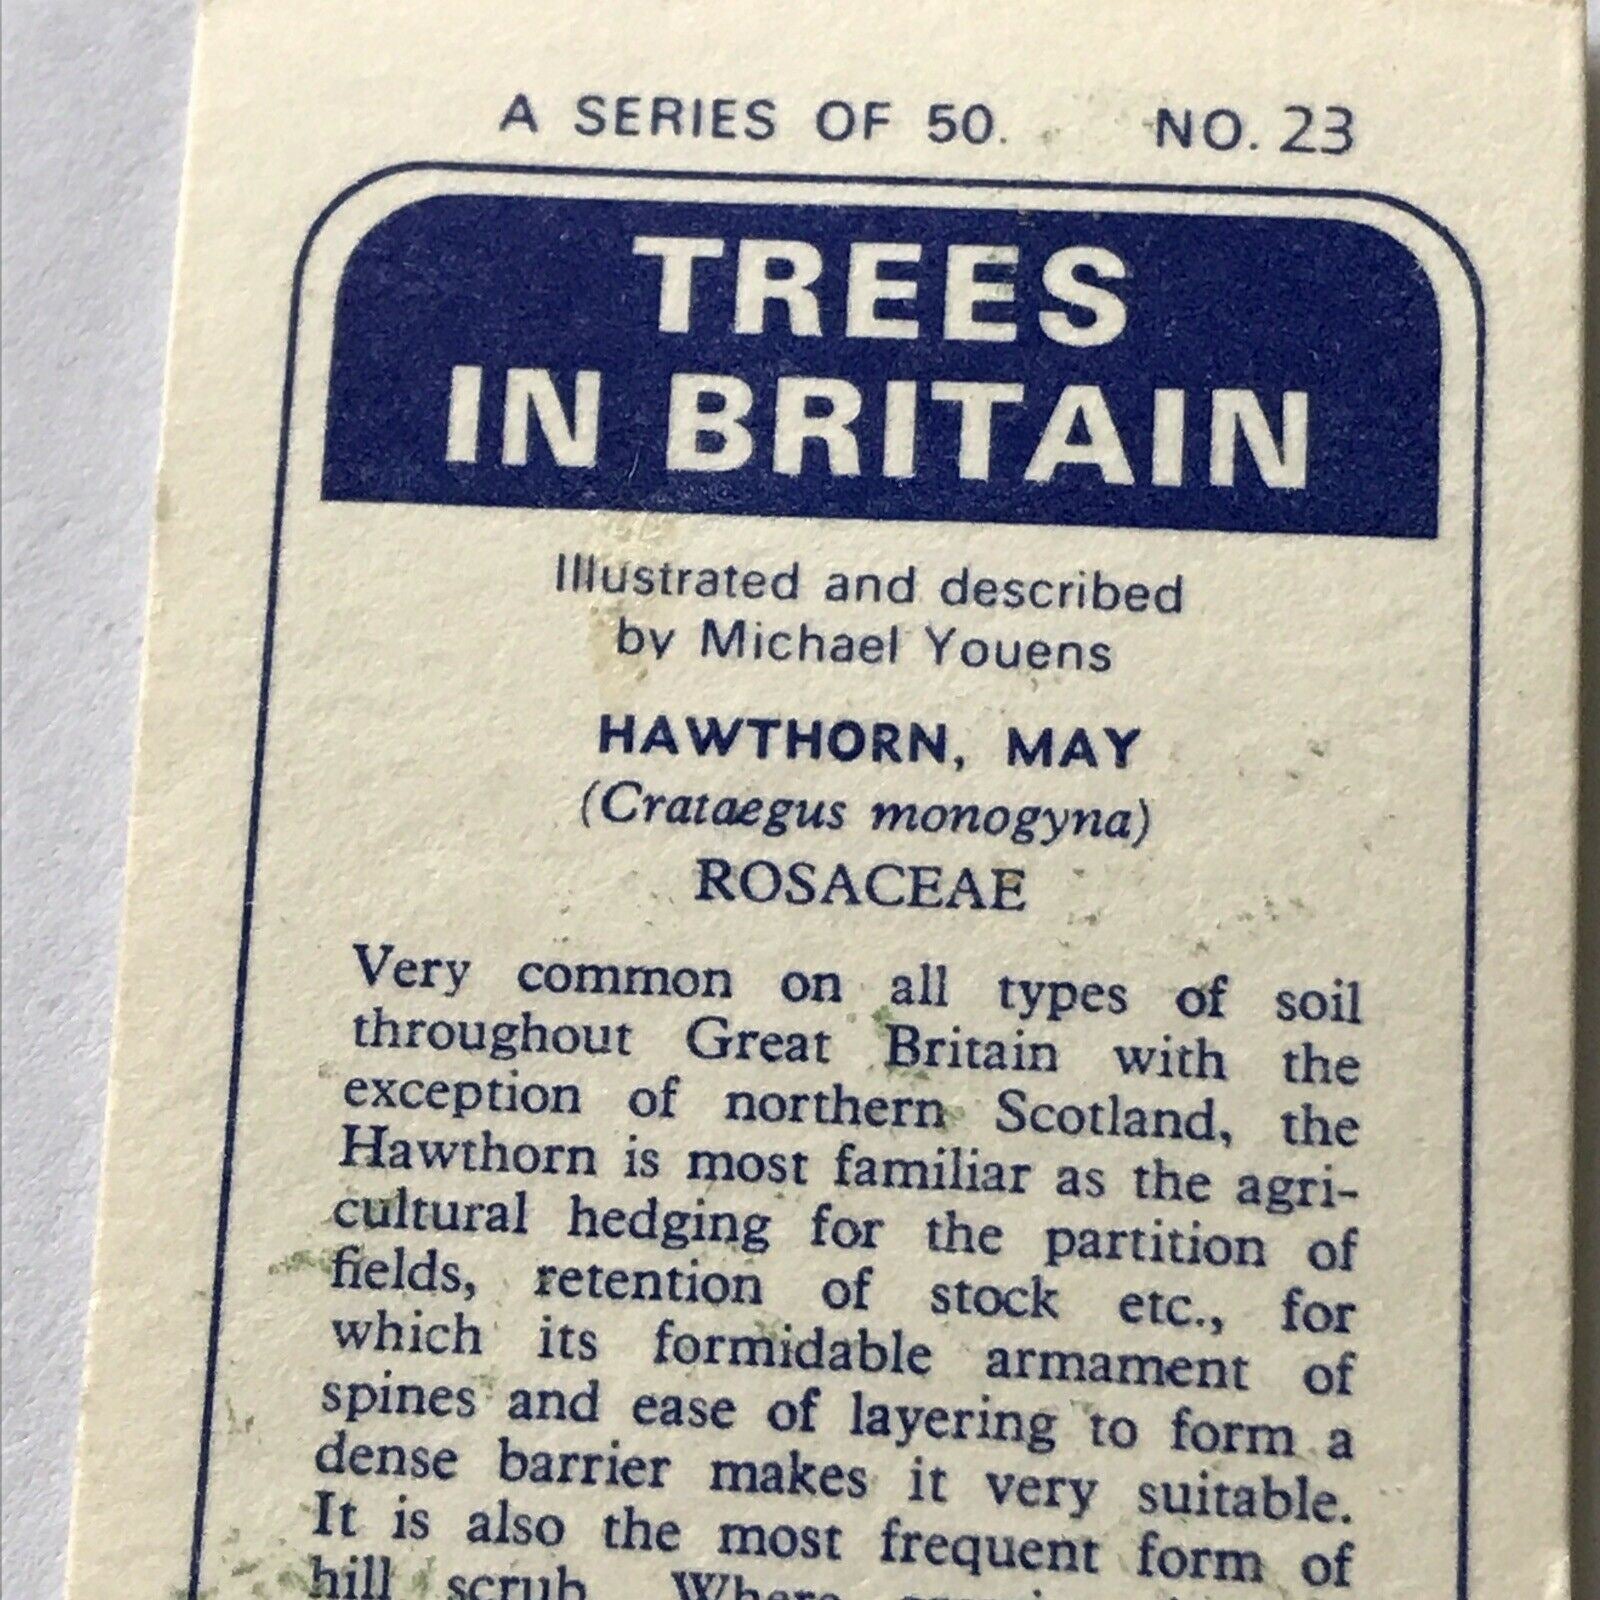 A SERIES OF 50. NO. 23
TREES
IN BRITAIN
Illustrated and described
by Michael Youens
HAWTHORN, MAY
(Crataegus monogyna)
ROSACEAE
Very common on all types of soil
throughout Great Britain with the
exception of northern Scotland, the
Hawthorn is most familiar as the agri-
cultural hedging for the partition of
fields, retention of stock etc., for
which its formidable armament of
spines and ease of layering to form a
dense barrier makes it very suitable.
It is also the most frequent form of
hill scrub. Where